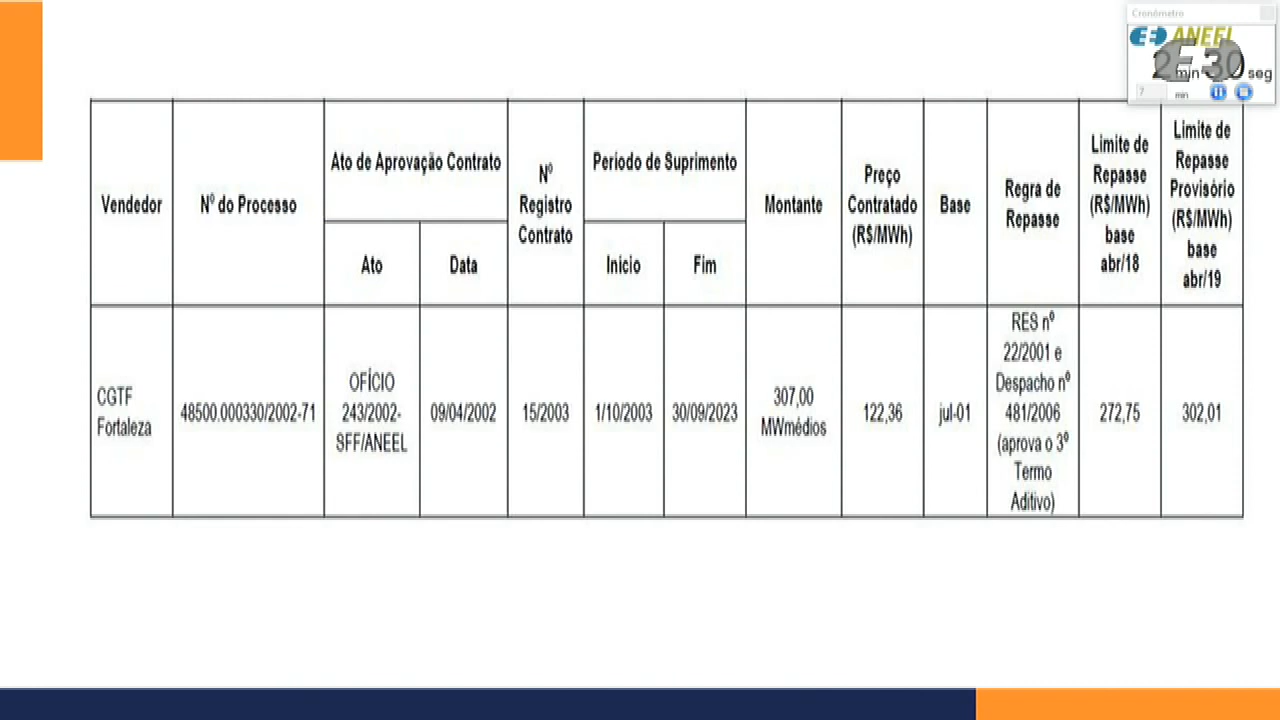 Cronômetro
ANEEL
2 min 30 seg
7
min
Vendedor
Nº do Processo
Ato de Aprovação Contrato
Ato
Data
Nº
Registro
Contrato
Período de Suprimento
Início
Fim
Montante
Preço
Contratado
(R$/MWh)
Base
Regra de
Repasse
Limite de
Repasse
(R$/MWh)
base
abr/18
Limite de
Repasse
Provisório
(R$/MWh)
base
abr/19
CGTF
Fortaleza
48500.000330/2002-71
OFÍCIO
243/2002-
SFF/ANEEL
09/04/2002
15/2003
1/10/2003
30/09/2023
307,00
MWmédios
122,36
jul-01
RES nº
22/2001 e
Despacho nº
481/2006
(aprova o 3º
Termo
Aditivo)
272,75
302,01